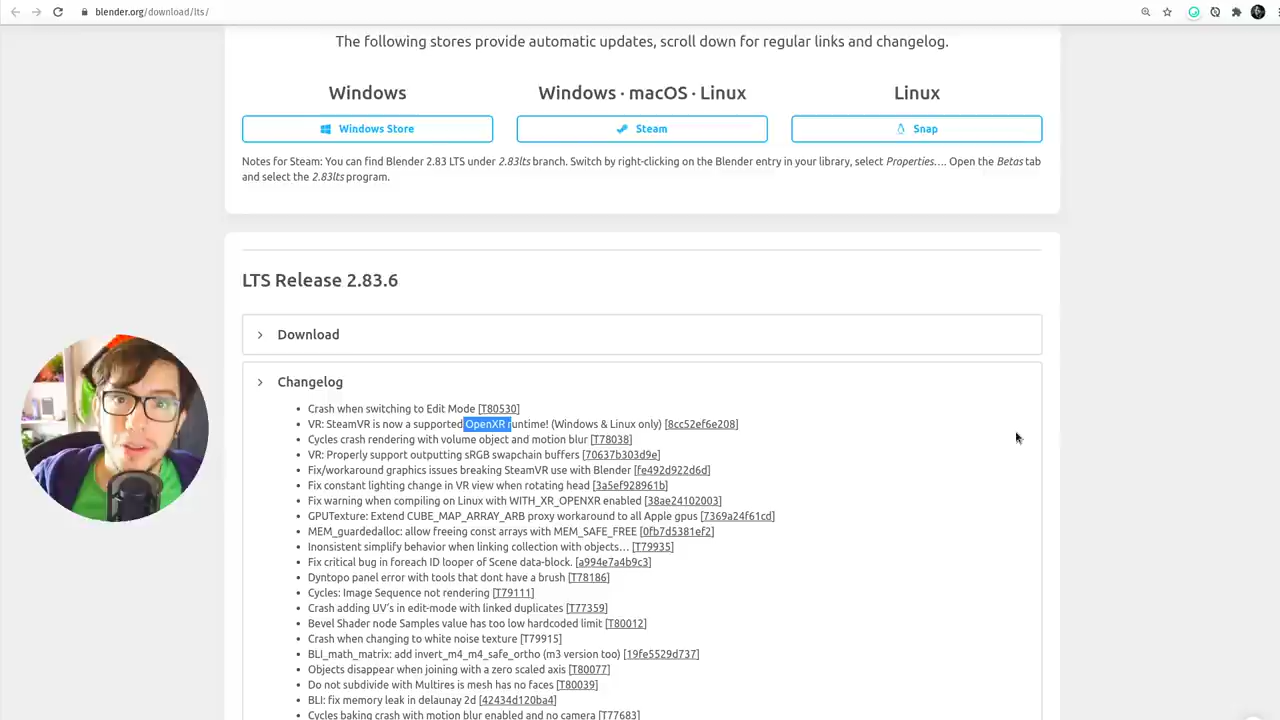 blender.org/download/lts/
The following stores provide automatic updates, scroll down for regular links and changelog.
Windows
Windows · macOS · Linux
Linux
Windows Store
Steam
Snap
Notes for Steam: You can find Blender 2.83 LTS under 2.83lts branch. Switch by right-clicking on the Blender entry in your library, select Properties…. Open the Betas tab
and select the 2.83lts program.
LTS Release 2.83.6
Download
Changelog
• Crash when switching to Edit Mode [T80530]
• VR: SteamVR is now a supported OpenXR runtime! (Windows & Linux only) [8cc52ef6e208]
• Cycles crash rendering with volume object and motion blur [T78038]
• VR: Properly support outputting sRGB swapchain buffers [70637b303d9e]
• Fix/workaround graphics issues breaking SteamVR use with Blender [fe492d922d6d]
• Fix constant lighting change in VR view when rotating head [3a5ef928961b]
• Fix warning when compiling on Linux with WITH_XR_OPENXR enabled [38ae24102003]
• GPUTexture: Extend CUBE_MAP_ARRAY_ARB proxy workaround to all Apple gpus [7369a24f61cd]
• MEM_guardedalloc: allow freeing const arrays with MEM_SAFE_FREE [0fb7d5381ef2]
• Inonsistent simplify behavior when linking collection with objects… [T79935]
• Fix critical bug in foreach ID looper of Scene data-block. [a994e7a4b9c3]
• Dyntopo panel error with tools that dont have a brush [T78186]
• Cycles: Image Sequence not rendering [T79111]
• Crash adding UV's in edit-mode with linked duplicates [T77359]
• Bevel Shader node Samples value has too low hardcoded limit [T80012]
• Crash when changing to white noise texture [T79915]
• BLI_math_matrix: add invert_m4_m4_safe_ortho (m3 version too) [19fe5529d737]
• Objects disappear when joining with a zero scaled axis [T80077]
• Do not subdivide with Multires is mesh has no faces [T80039]
• BLI: fix memory leak in delaunay 2d [42434d120ba4]
• Cycles baking crash with motion blur enabled and no camera [T77683]